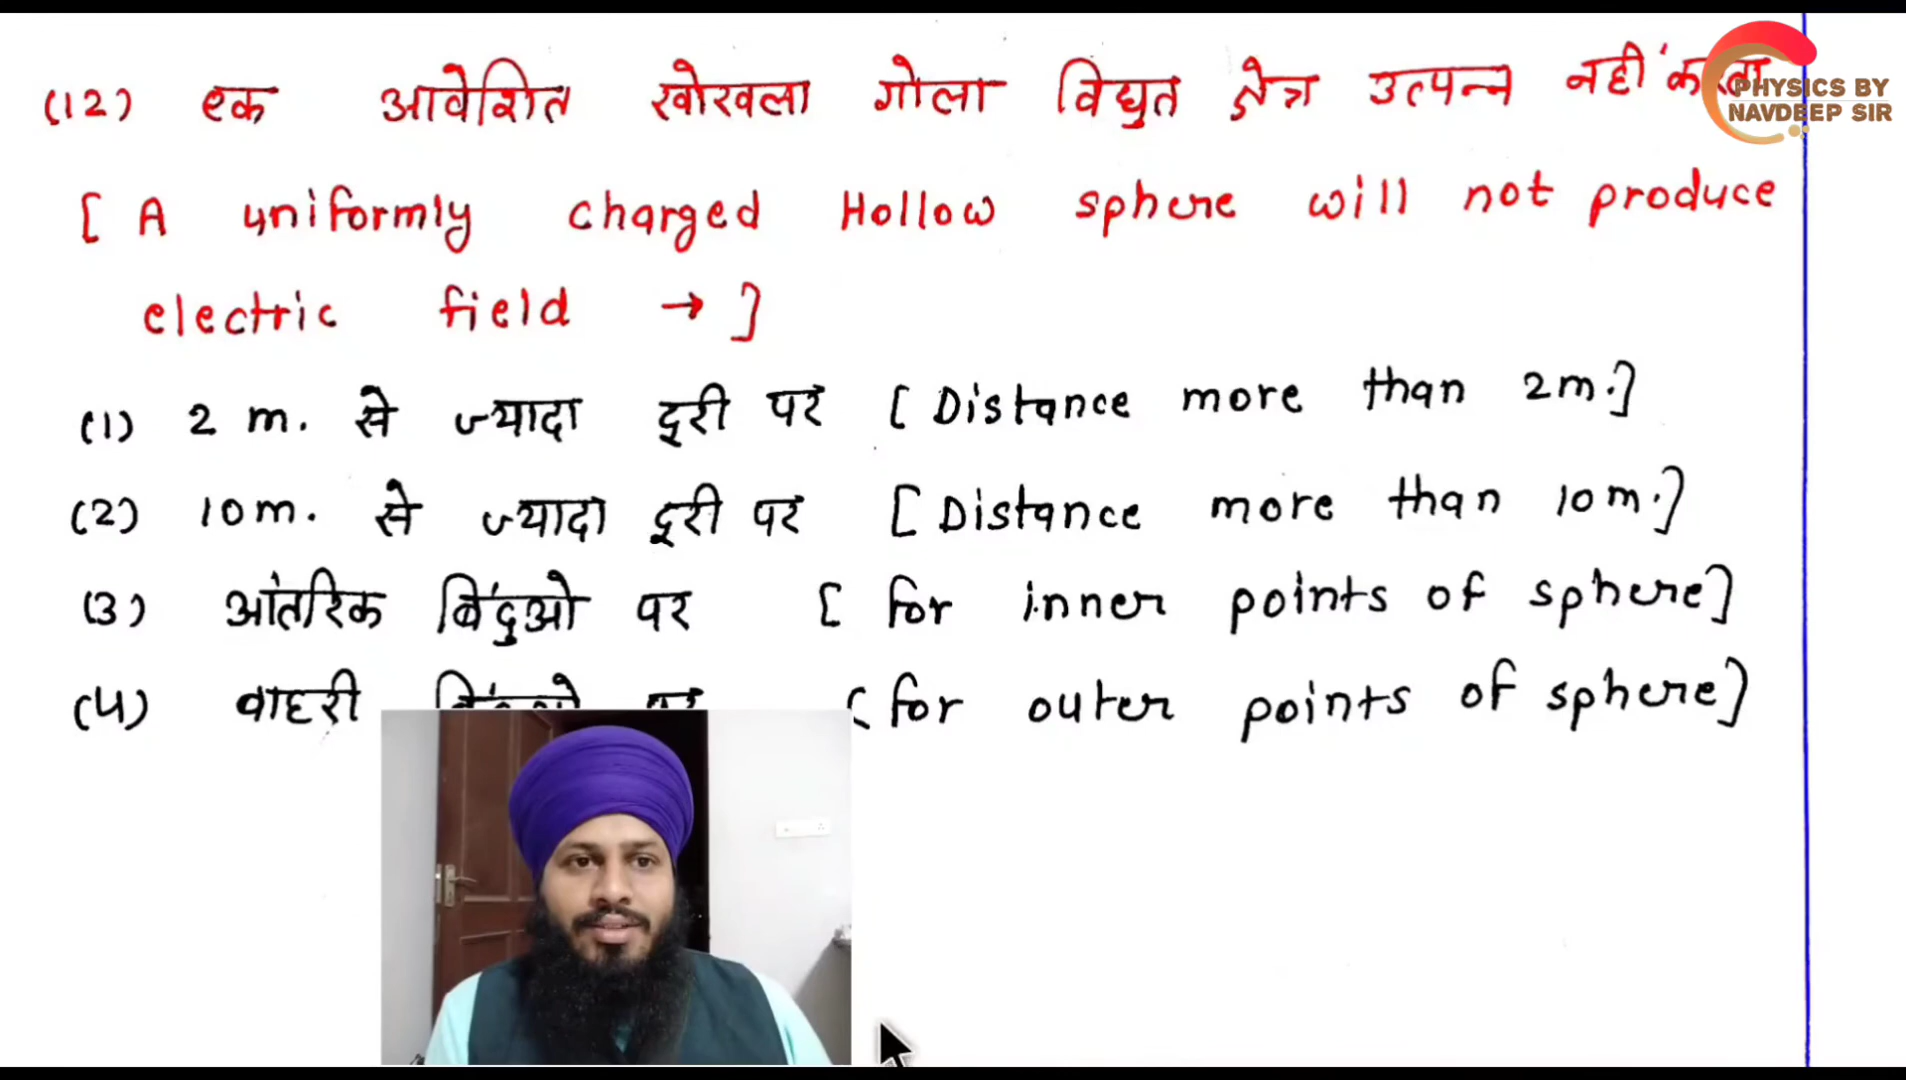 (12) एक आवेशित खोखला गोला विद्युत क्षेत्र उत्पन्न नहीं
PHYSICS BY
NAVDEEP SIR
[ A uniformly charged Hollow sphere will not produce
electric field → ]
(1) 2 m. से ज्यादा दूरी पर [ Distance more than 2m.]
(2) 10m. से ज्यादा दूरी पर [ Distance more than 10m.]
(3) आंतरिक बिंदुओ पर [ for inner points of sphere]
(4) बाहरी [for outer points of sphere]